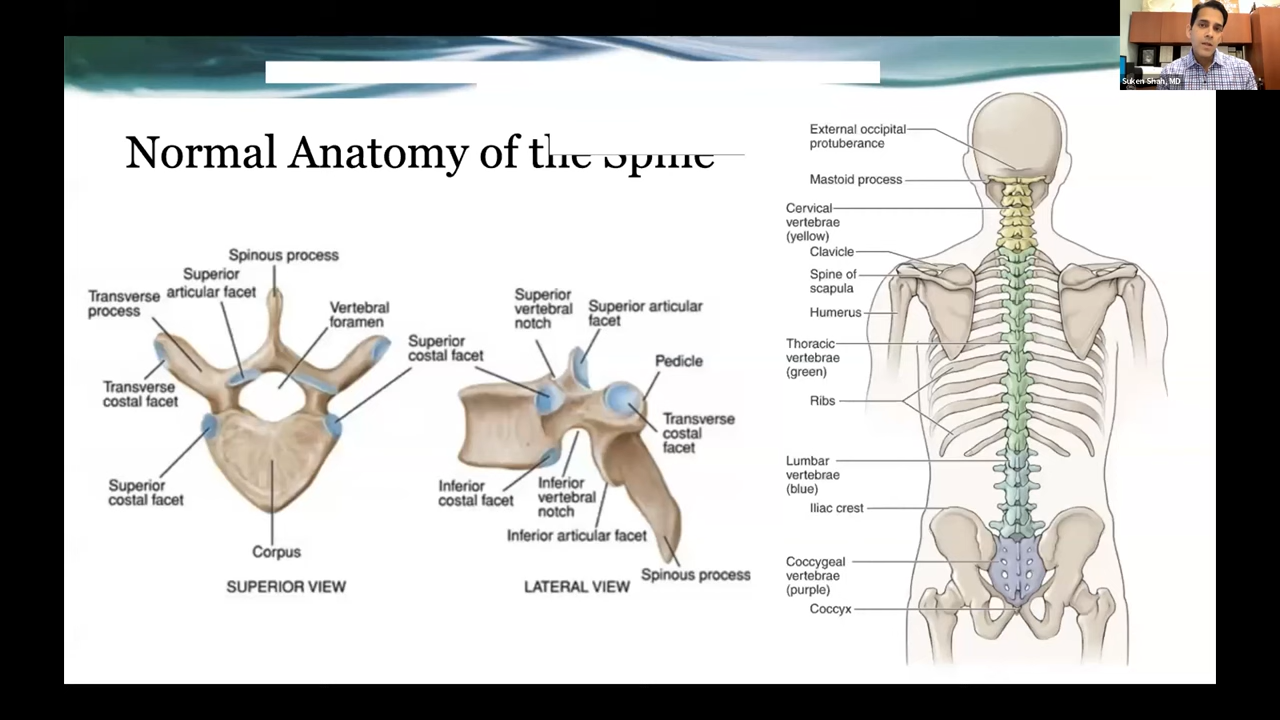 Suken Shah, MD
Normal Anatomy of the Spine
Spinous process
Superior
articular facet
Transverse
process
Vertebral
foramen
Superior
costal facet
Transverse
costal facet
Superior
costal facet
Corpus
SUPERIOR VIEW
Superior
vertebral
notch
Superior articular
facet
Pedicle
Transverse
costal
facet
Inferior
costal facet
Inferior
vertebral
notch
Inferior articular facet
Spinous process
LATERAL VIEW
External occipital
protuberance
Mastoid process
Cervical
vertebrae
(yellow)
Clavicle
Spine of
scapula
Humerus
Thoracic
vertebrae
(green)
Ribs
Lumbar
vertebrae
(blue)
Iliac crest
Coccygeal
vertebrae
(purple)
Coccyx